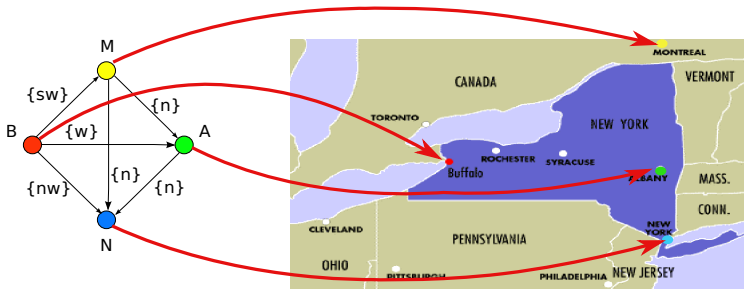 M
{sw}
{n}
B
{w}
A
{nw}
{n}
{n}
N
MONTREAL
CANADA
VERMONT
TORONTO
NEW YORK
ROCHESTER
SYRACUSE
Buffalo
ALBANY
MASS.
CONN.
CLEVELAND
NEW
YORK
PENNSYLVANIA
OHIO
PITTSBURGH
NEW JERSEY
PHILADELPHIA